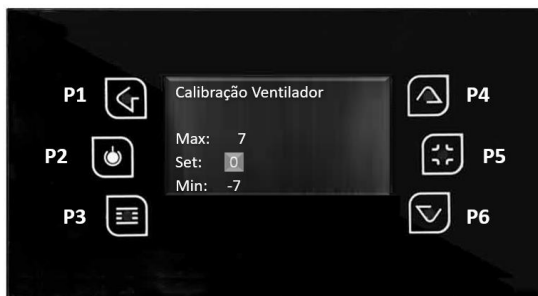 Calibração Ventilador
Max: 7
Set: 0
Min: -7
P1
P2
P3
P4
P5
P6